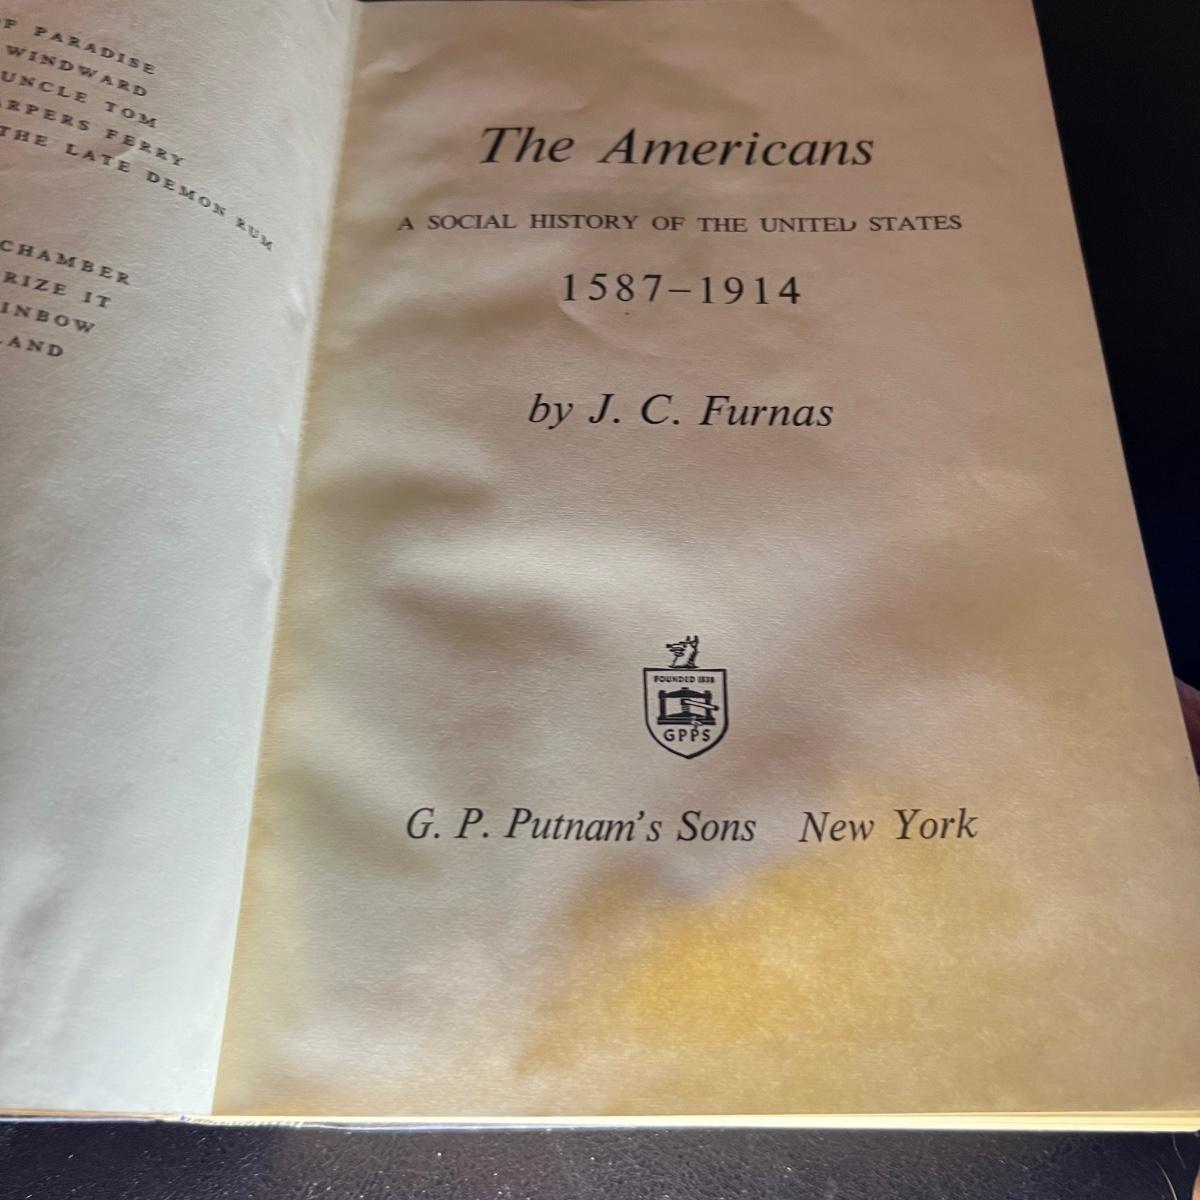 F PARADISE
WINDWARD
UNCLE TOM
RPERS FERRY
THE LATE DEMON RUM
CHAMBER
RIZE IT
INBOW
AND
The Americans
A SOCIAL HISTORY OF THE UNITED STATES
1587–1914
by J. C. Furnas
FOUNDED 1838
GPPS
G. P. Putnam's Sons New York